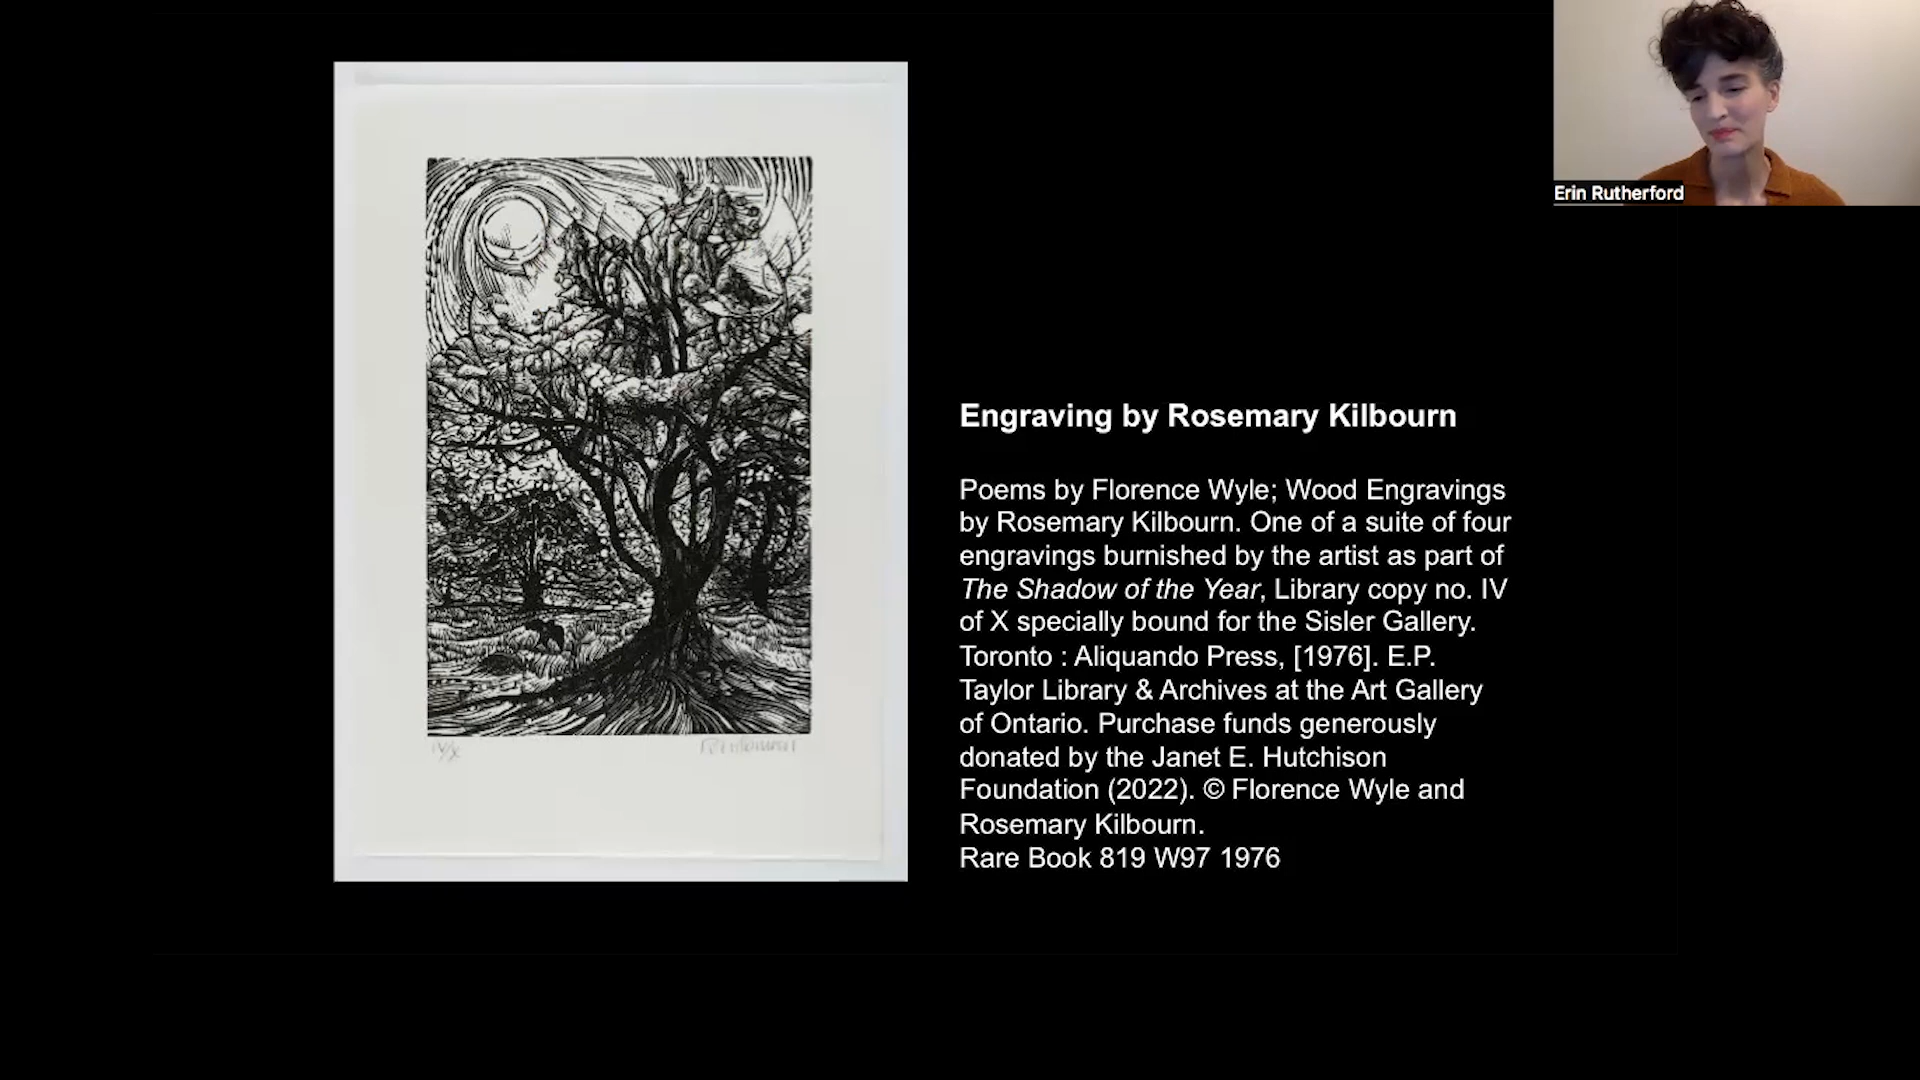 Erin Rutherford
Engraving by Rosemary Kilbourn
Poems by Florence Wyle; Wood Engravings
by Rosemary Kilbourn. One of a suite of four
engravings burnished by the artist as part of
The Shadow of the Year, Library copy no. IV
of X specially bound for the Sisler Gallery.
Toronto : Aliquando Press, [1976]. E.P.
Taylor Library & Archives at the Art Gallery
of Ontario. Purchase funds generously
donated by the Janet E. Hutchison
Foundation (2022). © Florence Wyle and
Rosemary Kilbourn.
Rare Book 819 W97 1976
IV/X